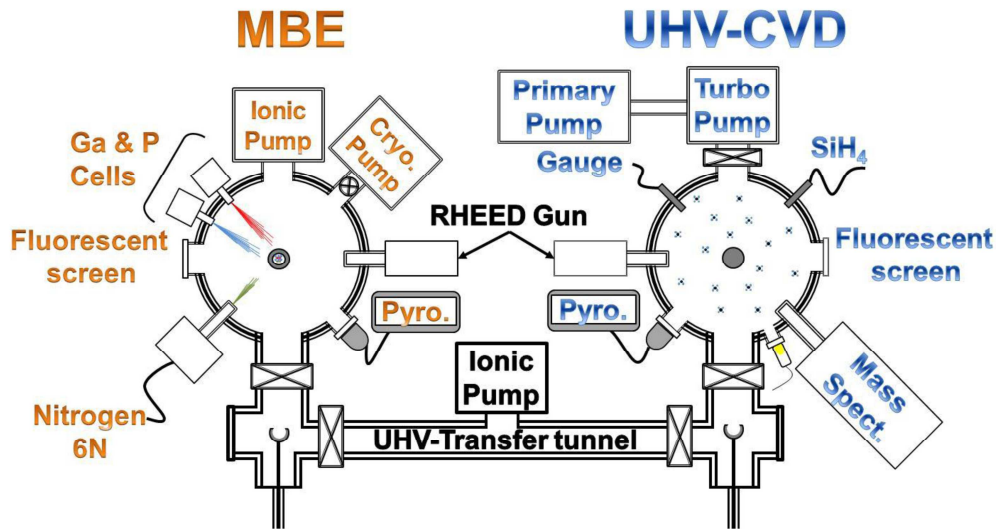 MBE
UHV-CVD
Ionic
Pump
Cryo.
Pump
Primary
Pump
Turbo
Pump
Ga & P
Cells
Gauge
SiH₄
RHEED Gun
Fluorescent
screen
Fluorescent
screen
Pyro.
Pyro.
Ionic
Pump
Mass
Spect.
Nitrogen
6N
UHV-Transfer tunnel